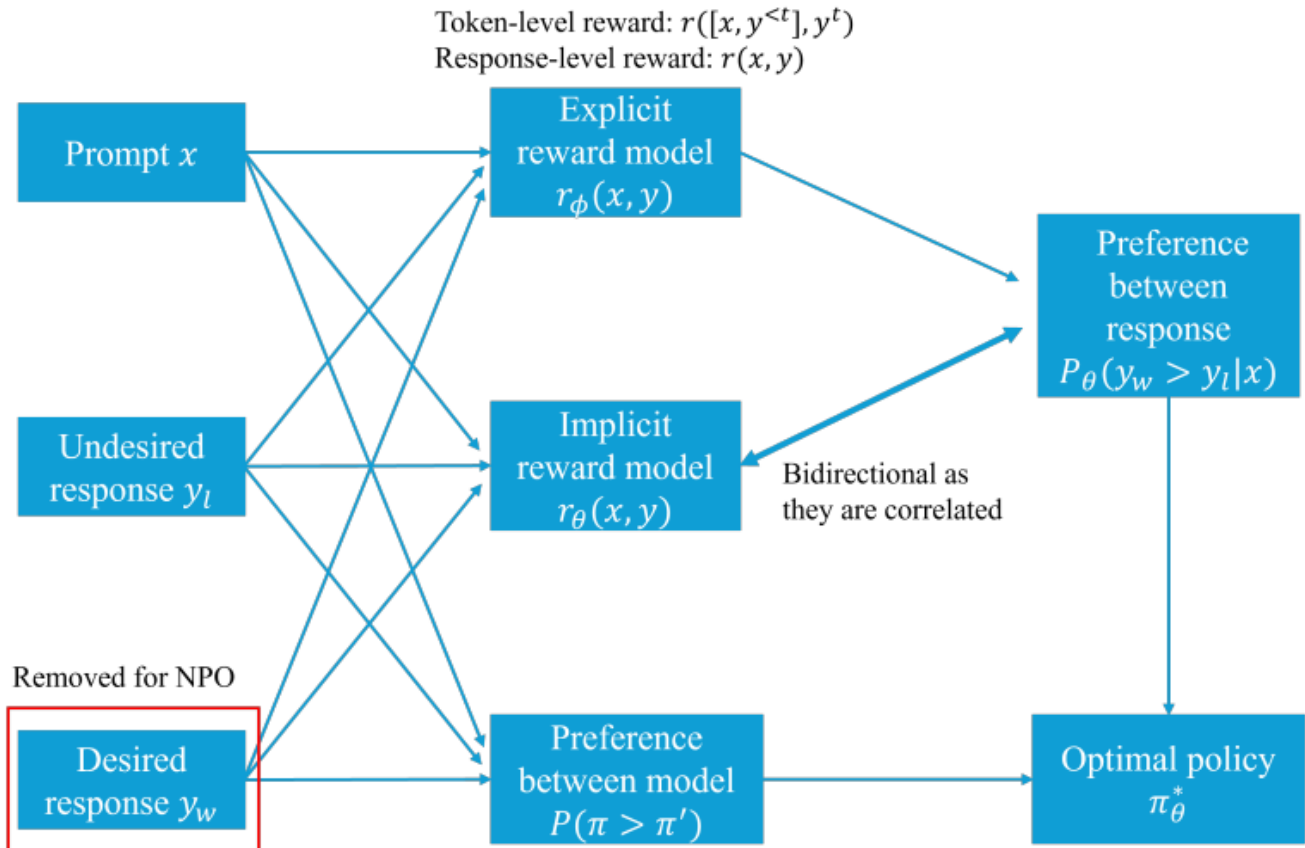 Token-level reward: r([x, y^{<t}], y^t)
Response-level reward: r(x, y)
Prompt x
Explicit
reward model
r_ϕ(x, y)
Preference
between
response
P_θ(y_w > y_l|x)
Undesired
response y_l
Implicit
reward model
r_θ(x, y)
Bidirectional as
they are correlated
Removed for NPO
Desired
response y_w
Preference
between model
P(π > π′)
Optimal policy
π_θ^*